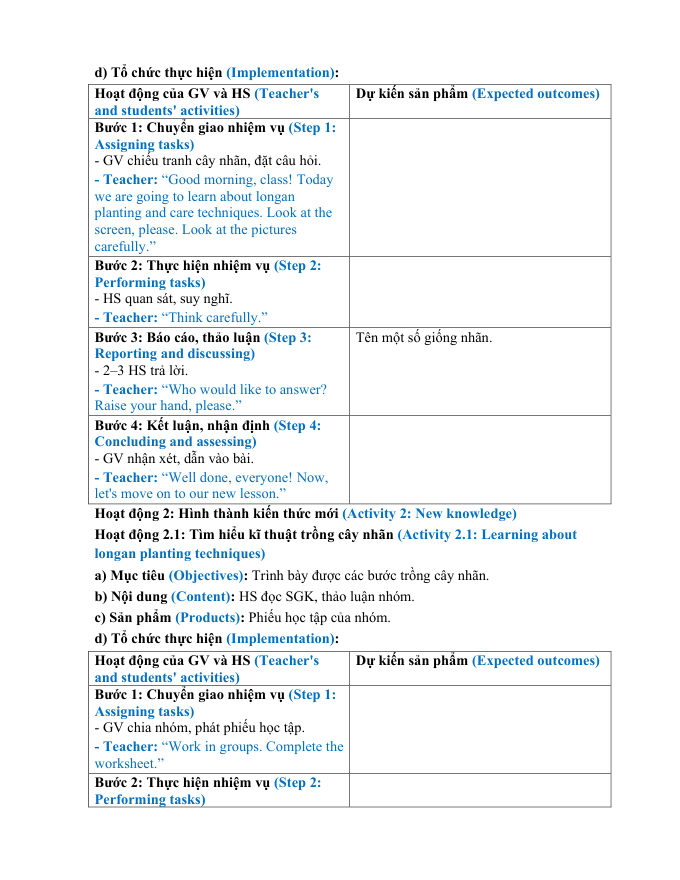 d) Tổ chức thực hiện (Implementation):
Hoạt động của GV và HS (Teacher's
and students' activities)
Dự kiến sản phẩm (Expected outcomes)
Bước 1: Chuyển giao nhiệm vụ (Step 1:
Assigning tasks)
- GV chiếu tranh cây nhãn, đặt câu hỏi.
- Teacher: “Good morning, class! Today
we are going to learn about longan
planting and care techniques. Look at the
screen, please. Look at the pictures
carefully.”
Bước 2: Thực hiện nhiệm vụ (Step 2:
Performing tasks)
- HS quan sát, suy nghĩ.
- Teacher: “Think carefully.”
Bước 3: Báo cáo, thảo luận (Step 3:
Reporting and discussing)
- 2–3 HS trả lời.
- Teacher: “Who would like to answer?
Raise your hand, please.”
Tên một số giống nhãn.
Bước 4: Kết luận, nhận định (Step 4:
Concluding and assessing)
- GV nhận xét, dẫn vào bài.
- Teacher: “Well done, everyone! Now,
let's move on to our new lesson.”
Hoạt động 2: Hình thành kiến thức mới (Activity 2: New knowledge)
Hoạt động 2.1: Tìm hiểu kĩ thuật trồng cây nhãn (Activity 2.1: Learning about
longan planting techniques)
a) Mục tiêu (Objectives): Trình bày được các bước trồng cây nhãn.
b) Nội dung (Content): HS đọc SGK, thảo luận nhóm.
c) Sản phẩm (Products): Phiếu học tập của nhóm.
d) Tổ chức thực hiện (Implementation):
Hoạt động của GV và HS (Teacher's
and students' activities)
Dự kiến sản phẩm (Expected outcomes)
Bước 1: Chuyển giao nhiệm vụ (Step 1:
Assigning tasks)
- GV chia nhóm, phát phiếu học tập.
- Teacher: “Work in groups. Complete the
worksheet.”
Bước 2: Thực hiện nhiệm vụ (Step 2:
Performing tasks)